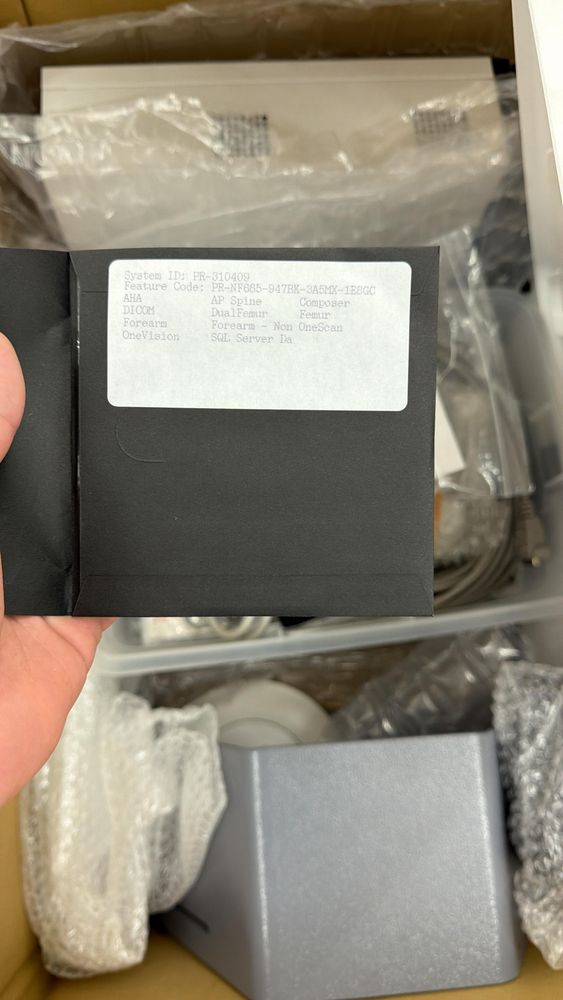 System ID: PR-310409
Feature Code: PR-NF685-947BK-3A5MX-1E8GC
AHA AP Spine Composer
DICOM DualFemur Femur
Forearm Forearm - Non OneScan
OneVision SQL Server Da